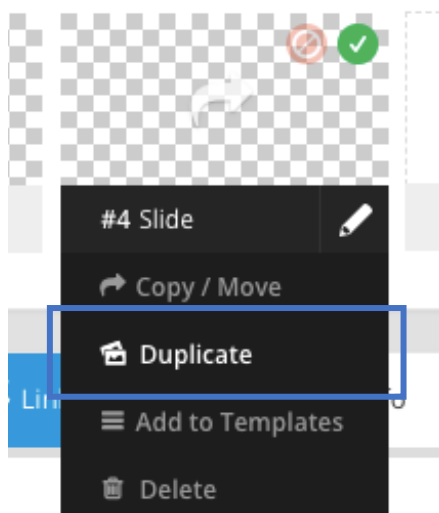 #4 Slide
Copy / Move
Duplicate
Add to Templates
Delete